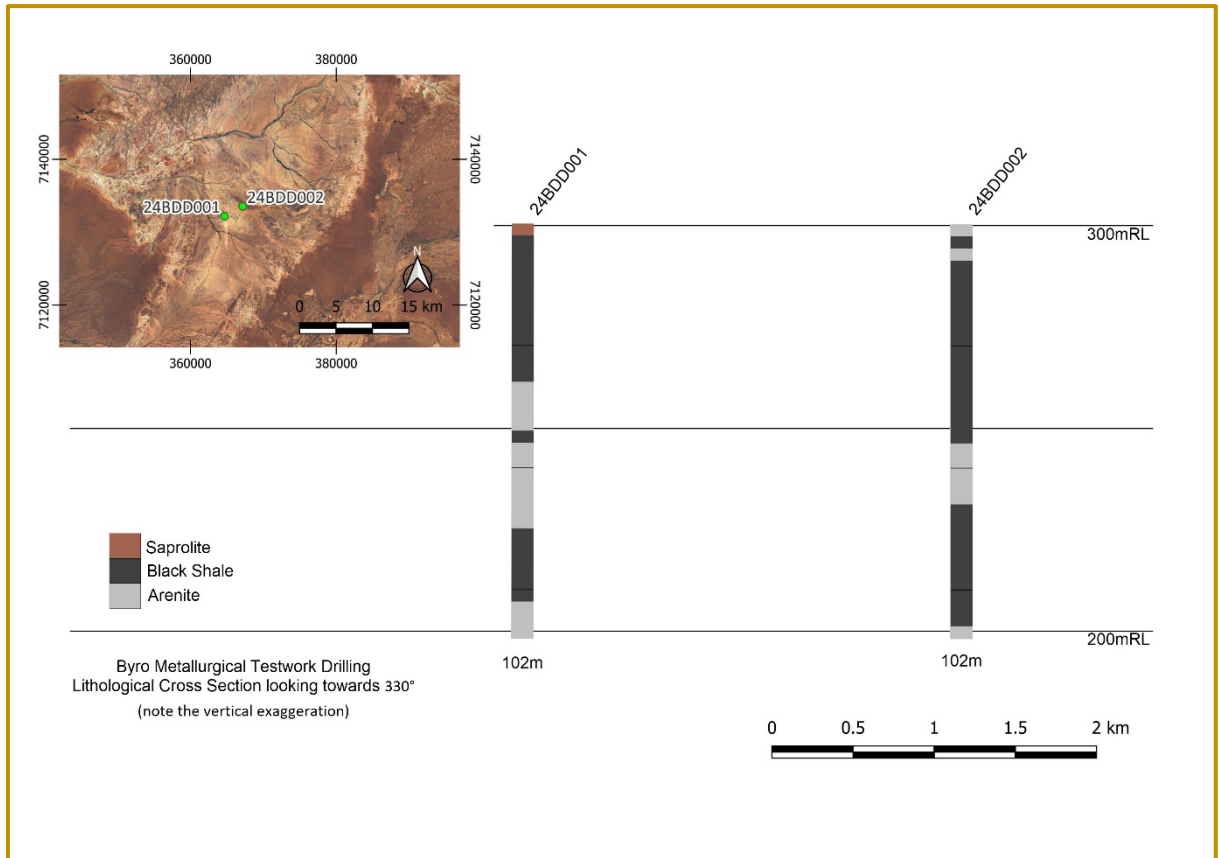 360000 380000
7140000 7140000
24BDD001 24BDD002
N
0 5 10 15 km
7120000 7120000
360000 380000
24BDD001
24BDD002
300mRL
Saprolite
Black Shale
Arenite
200mRL
102m
102m
Byro Metallurgical Testwork Drilling
Lithological Cross Section looking towards 330°
(note the vertical exaggeration)
0 0.5 1 1.5 2 km